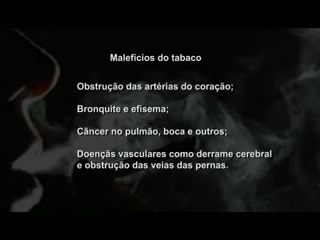 Malefícios do tabaco
Obstrução das artérias do coração;
Bronquite e efisema;
Câncer no pulmão, boca e outros;
Doençãs vasculares como derrame cerebral
e obstrução das veias das pernas.